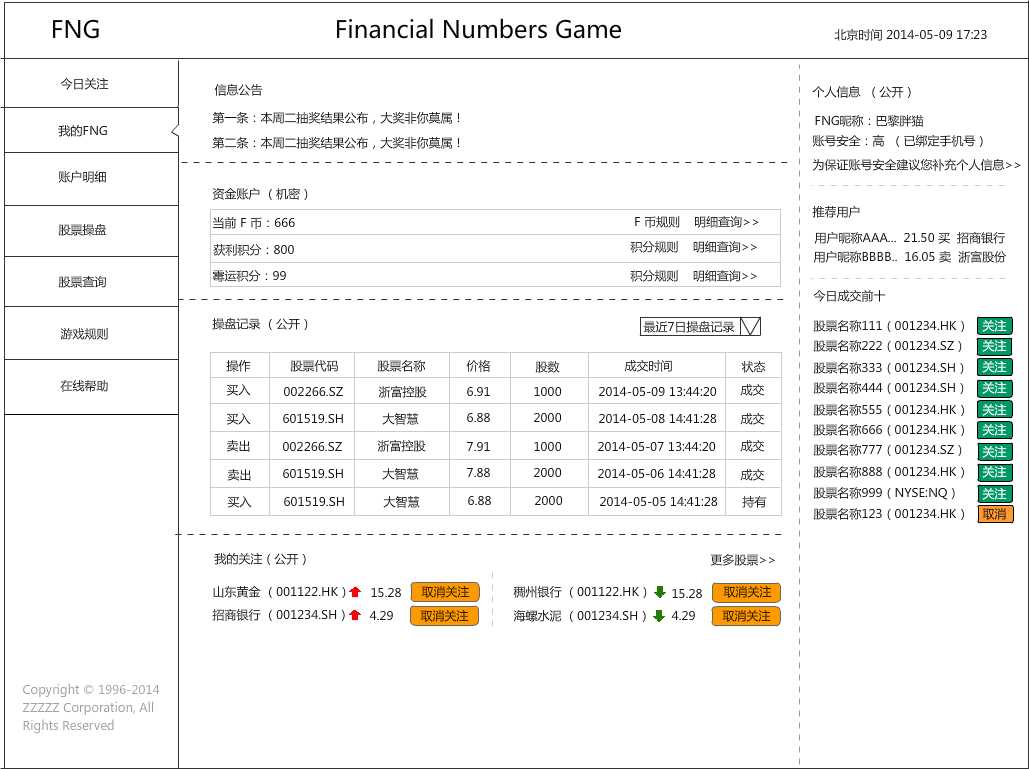 FNG
Financial Numbers Game
北京时间 2014-05-09 17:23
今日关注
我的FNG
账户明细
股票操盘
股票查询
游戏规则
在线帮助
Copyright © 1996-2014
ZZZZZ Corporation, All
Rights Reserved
信息公告
第一条：本周二抽奖结果公布，大奖非你莫属！
第二条：本周二抽奖结果公布，大奖非你莫属！
资金账户 （机密）
当前 F 币：666 F 币规则 明细查询>>
获利积分：800 积分规则 明细查询>>
霉运积分：99 积分规则 明细查询>>
操盘记录 （公开） 最近7日操盘记录
操作 股票代码 股票名称 价格 股数 成交时间 状态
买入 002266.SZ 浙富控股 6.91 1000 2014-05-09 13:44:20 成交
买入 601519.SH 大智慧 6.88 2000 2014-05-08 14:41:28 成交
卖出 002266.SZ 浙富控股 7.91 1000 2014-05-07 13:44:20 成交
卖出 601519.SH 大智慧 7.88 2000 2014-05-06 14:41:28 成交
买入 601519.SH 大智慧 6.88 2000 2014-05-05 14:41:28 持有
我的关注（公开） 更多股票>>
山东黄金 （001122.HK） 15.28 取消关注 稠州银行 （001122.HK） 15.28 取消关注
招商银行 （001234.SH） 4.29 取消关注 海螺水泥 （001234.SH） 4.29 取消关注
个人信息 （公开）
FNG昵称：巴黎胖猫
账号安全：高 （已绑定手机号）
为保证账号安全建议您补充个人信息>>
推荐用户
用户昵称AAA... 21.50 买 招商银行
用户昵称BBBB.. 16.05 卖 浙富股份
今日成交前十
股票名称111（001234.HK） 关注
股票名称222（001234.SZ） 关注
股票名称333（001234.SH） 关注
股票名称444（001234.SH） 关注
股票名称555（001234.HK） 关注
股票名称666（001234.HK） 关注
股票名称777（001234.SZ） 关注
股票名称888（001234.HK） 关注
股票名称999（NYSE:NQ） 关注
股票名称123（001234.HK） 取消